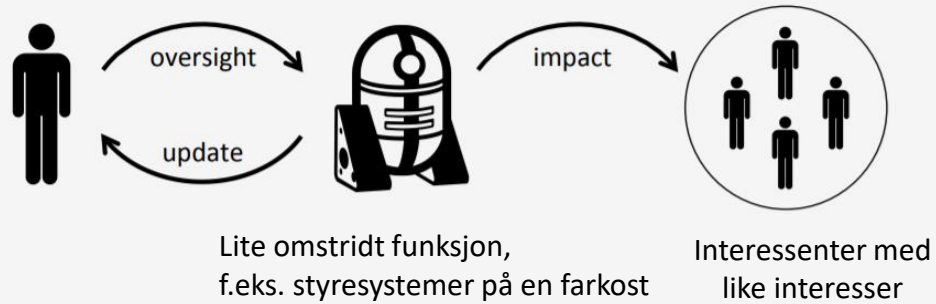 oversight
update
impact
Lite omstridt funksjon,
f.eks. styresystemer på en farkost
Interessenter med
like interesser